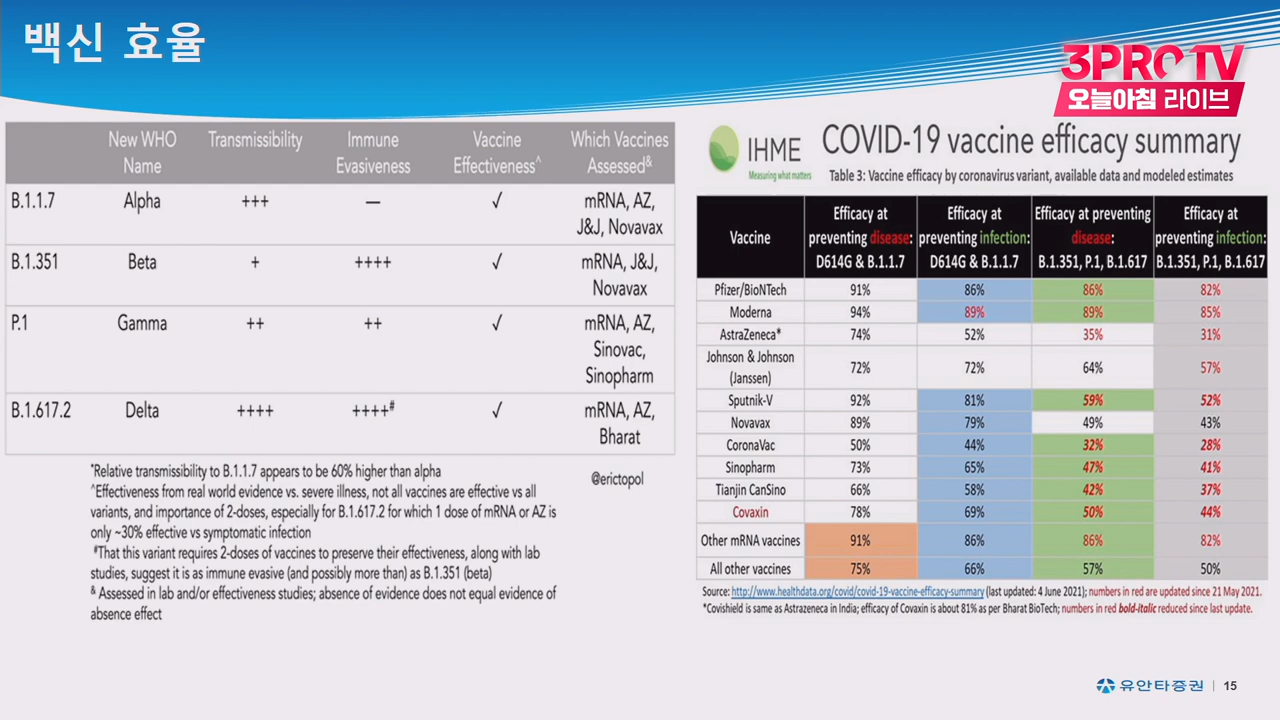 백신 효율
3PROTV
오늘아침 라이브
New WHO Name Transmissibility Immune Evasiveness Vaccine Effectiveness^ Which Vaccines Assessed&
B.1.1.7 Alpha +++ — ✓ mRNA, AZ, J&J, Novavax
B.1.351 Beta + ++++ ✓ mRNA, J&J, Novavax
P.1 Gamma ++ ++ ✓ mRNA, AZ, Sinovac, Sinopharm
B.1.617.2 Delta ++++ ++++# ✓ mRNA, AZ, Bharat
*Relative transmissibility to B.1.1.7 appears to be 60% higher than alpha
^Effectiveness from real world evidence vs. severe illness, not all vaccines are effective vs all
variants, and importance of 2-doses, especially for B.1.617.2 for which 1 dose of mRNA or AZ is
only ~30% effective vs symptomatic infection
#That this variant requires 2-doses of vaccines to preserve their effectiveness, along with lab
studies, suggest it is as immune evasive (and possibly more than) as B.1.351 (beta)
& Assessed in lab and/or effectiveness studies; absence of evidence does not equal evidence of
absence effect
@erictopol
IHME
Measuring what matters
COVID-19 vaccine efficacy summary
Table 3: Vaccine efficacy by coronavirus variant, available data and modeled estimates
Vaccine Efficacy at preventing disease: D614G & B.1.1.7 Efficacy at preventing infection: D614G & B.1.1.7 Efficacy at preventing disease: B.1.351, P.1, B.1.617 Efficacy at preventing infection: B.1.351, P.1, B.1.617
Pfizer/BioNTech 91% 86% 86% 82%
Moderna 94% 89% 89% 85%
AstraZeneca* 74% 52% 35% 31%
Johnson & Johnson (Janssen) 72% 72% 64% 57%
Sputnik-V 92% 81% 59% 52%
Novavax 89% 79% 49% 43%
CoronaVac 50% 44% 32% 28%
Sinopharm 73% 65% 47% 41%
Tianjin CanSino 66% 58% 42% 37%
Covaxin 78% 69% 50% 44%
Other mRNA vaccines 91% 86% 86% 82%
All other vaccines 75% 66% 57% 50%
Source: http://www.healthdata.org/covid/covid-19-vaccine-efficacy-summary (last updated: 4 June 2021); numbers in red are updated since 21 May 2021.
*Covishield is same as Astrazeneca in India; efficacy of Covaxin is about 81% as per Bharat BioTech; numbers in red bold-italic reduced since last update.
유안타증권 15